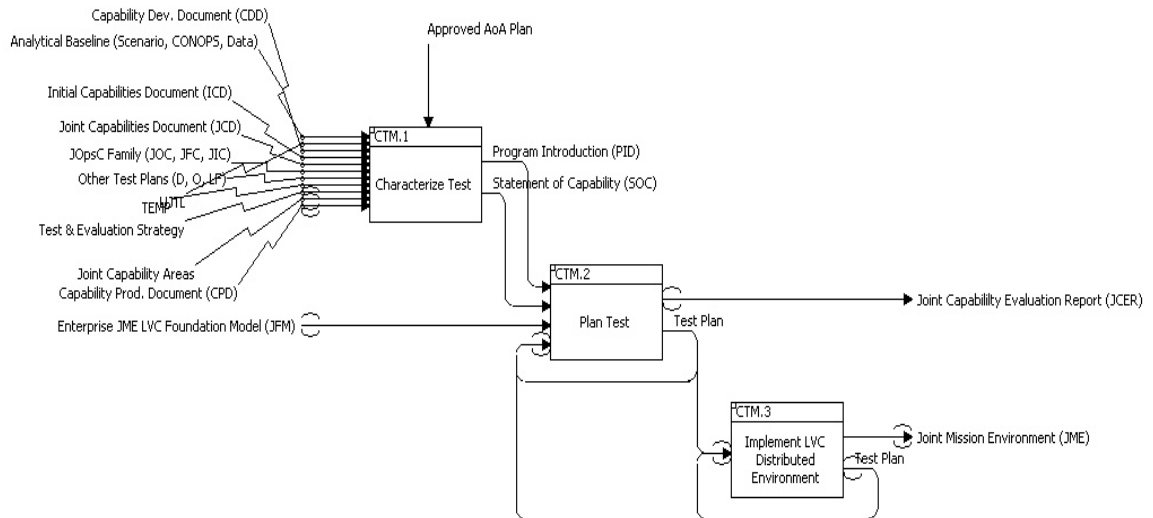 Capability Dev. Document (CDD)
Analytical Baseline (Scenario, CONOPS, Data)
Approved AoA Plan
Initial Capabilities Document (ICD)
Joint Capabilities Document (JCD)
JOpsC Family (JOC, JFC, JIC)
Other Test Plans (D, O, LF)
UJTL
TEMP
Test & Evaluation Strategy
Joint Capability Areas
Capability Prod. Document (CPD)
CTM.1
Characterize Test
Program Introduction (PID)
Statement of Capability (SOC)
Enterprise JME LVC Foundation Model (JFM)
CTM.2
Plan Test
Test Plan
Joint Capabililty Evaluation Report (JCER)
CTM.3
Implement LVC
Distributed
Environment
Test Plan
Joint Mission Environment (JME)